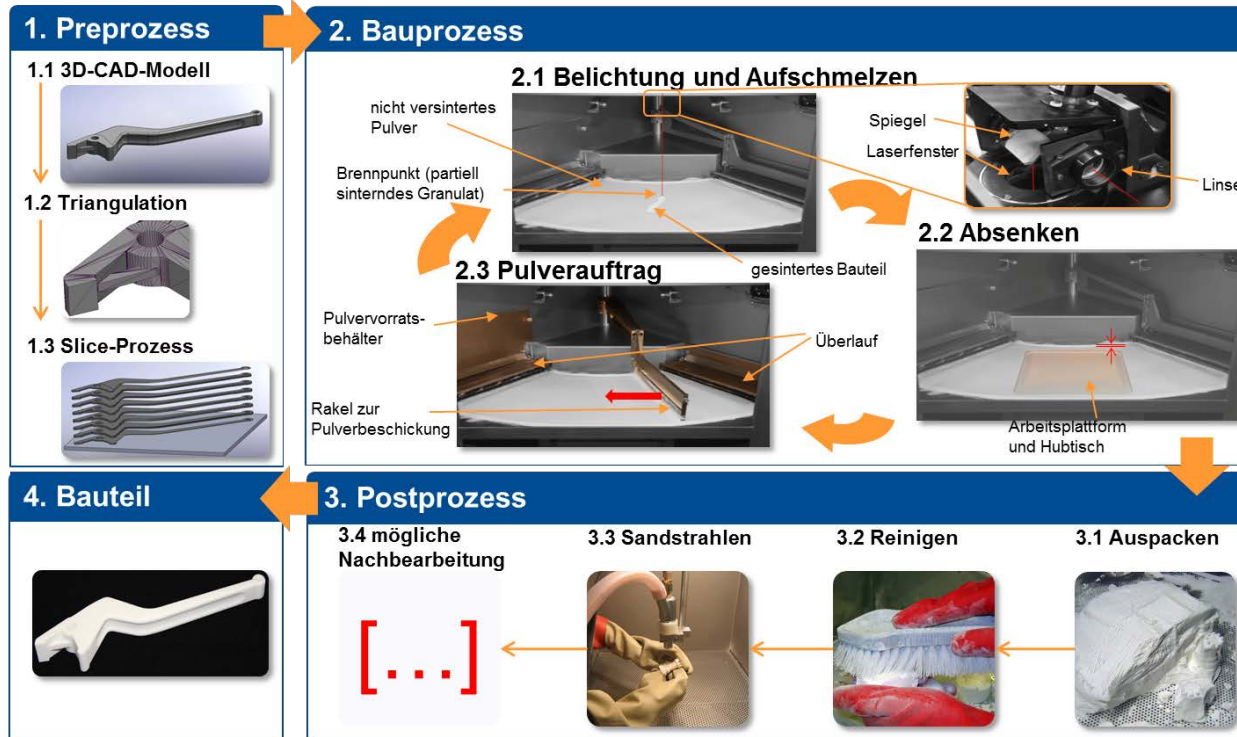 1. Preprozess
1.1 3D-CAD-Modell
1.2 Triangulation
1.3 Slice-Prozess
2. Bauprozess
2.1 Belichtung und Aufschmelzen
nicht versintertes
Pulver
Brennpunkt (partiell
sinterndes Granulat)
gesintertes Bauteil
Spiegel
Laserfenster
Linse
2.2 Absenken
Arbeitsplattform
und Hubtisch
2.3 Pulverauftrag
Pulvervorrats-
behälter
Überlauf
Rakel zur
Pulverbeschickung
3. Postprozess
3.1 Auspacken
3.2 Reinigen
3.3 Sandstrahlen
3.4 mögliche
Nachbearbeitung
[...]
4. Bauteil